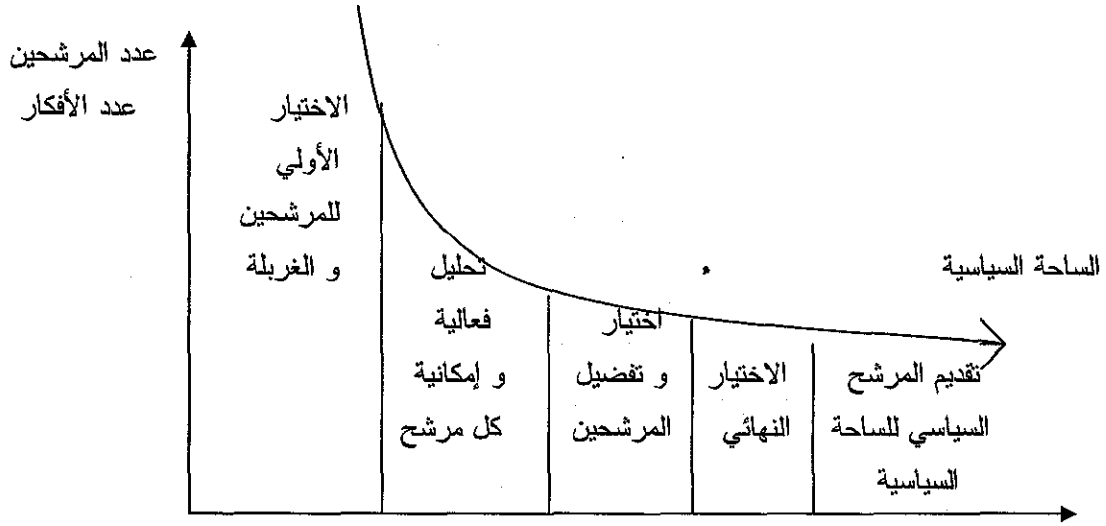 عدد المرشحين
عدد الأفكار
الاختيار
الأولي
للمرشحين
و الغربلة
تحليل
فعالية
و إمكانية
كل مرشح
اختيار
و تفضيل
المرشحين
الاختيار
النهائي
الساحة السياسية
تقديم المرشح
السياسي للساحة
السياسية